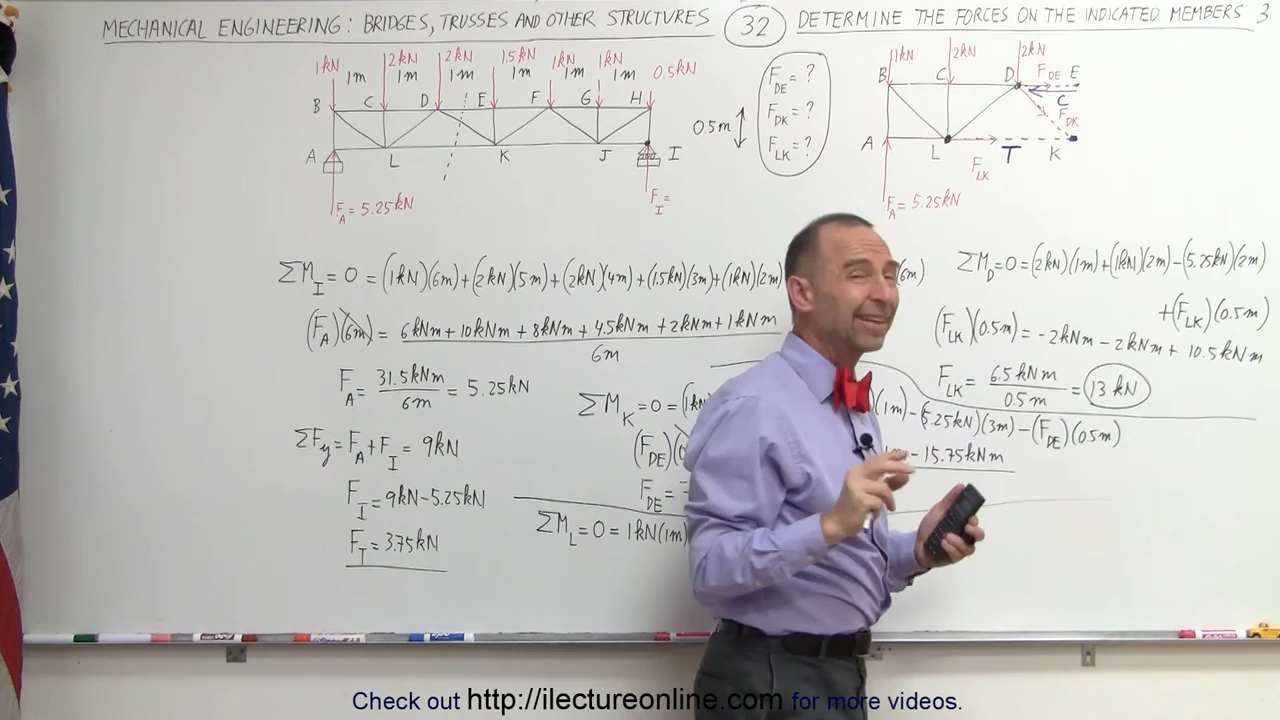 MECHANICAL ENGINEERING: BRIDGES, TRUSSES AND OTHER STRUCTURES
32
DETERMINE THE FORCES ON THE INDICATED MEMBERS 3
1kN 2kN 2kN 1.5kN 1kN 1kN 0.5kN
1m 1m 1m 1m 1m 1m
B C D E F G H
A L K J I
0.5m
F_A = 5.25kN
F_I =
F_DE = ?
F_DK = ?
F_LK = ?
1kN 2kN 2kN
B C D F_DE E
C
F_DK
A L T K
F_LK
F_A = 5.25kN
ΣM_I = 0 = (1kN)(6m)+(2kN)(5m)+(2kN)(4m)+(1.5kN)(3m)+(1kN)(2m) (6m)
(F_A)(6m) = 6kNm + 10kNm + 8kNm + 4.5kNm + 2kNm + 1kNm
6m
F_A = 31.5kNm / 6m = 5.25kN
ΣF_y = F_A + F_I = 9kN
F_I = 9kN - 5.25kN
F_I = 3.75kN
ΣM_D = 0 = (2kN)(1m)+(1kN)(2m)-(5.25kN)(2m)
+(F_LK)(0.5m)
(F_LK)(0.5m) = -2kNm - 2kNm + 10.5kNm
F_LK = 6.5kNm / 0.5m = 13kN
ΣM_K = 0 = (1kN )(1m)-(5.25kN)(3m)-(F_DE)(0.5m)
(F_DE)( - 15.75kNm
F_DE =
ΣM_L = 0 = 1kN(1m)
Check out http://ilectureonline.com for more videos.